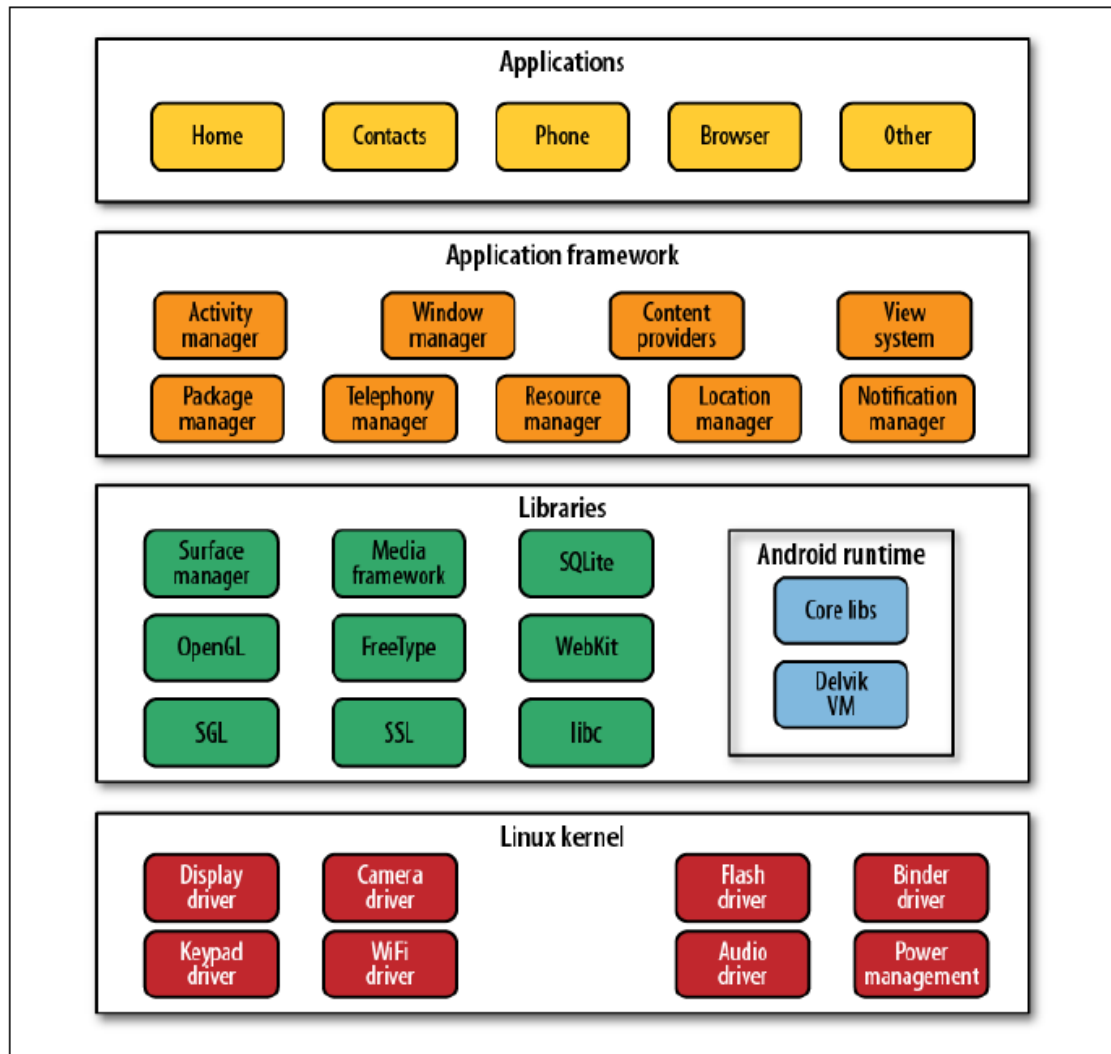 Applications
Home
Contacts
Phone
Browser
Other
Application framework
Activity
manager
Window
manager
Content
providers
View
system
Package
manager
Telephony
manager
Resource
manager
Location
manager
Notification
manager
Libraries
Surface
manager
Media
framework
SQLite
OpenGL
FreeType
WebKit
SGL
SSL
libc
Android runtime
Core libs
Delvik
VM
Linux kernel
Display
driver
Camera
driver
Flash
driver
Binder
driver
Keypad
driver
WiFi
driver
Audio
driver
Power
management